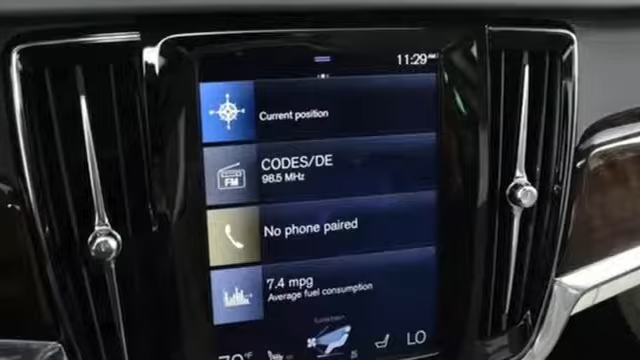 11:29 AM
Current position
CODES/DE
98.5 MHz
FM
No phone paired
7.4 mpg
Average fuel consumption
LO